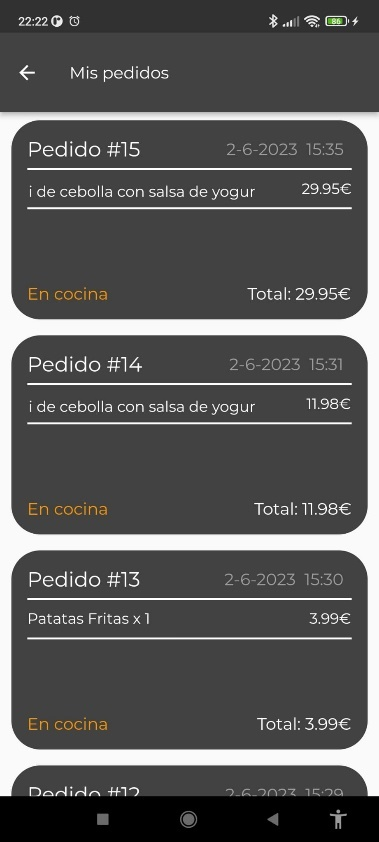 22:22 86
Mis pedidos
Pedido #15 2-6-2023 15:35
i de cebolla con salsa de yogur 29.95€
En cocina Total: 29.95€
Pedido #14 2-6-2023 15:31
i de cebolla con salsa de yogur 11.98€
En cocina Total: 11.98€
Pedido #13 2-6-2023 15:30
Patatas Fritas x 1 3.99€
En cocina Total: 3.99€
Pedido #12 2-6-2023 15:29